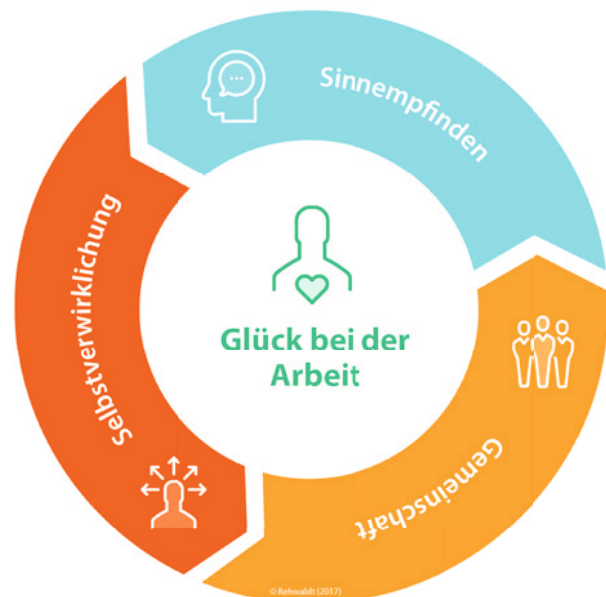 Sinnempfinden
Selbstverwirklichung
Glück bei der
Arbeit
Gemeinschaft
© Rehwaldt (2017)